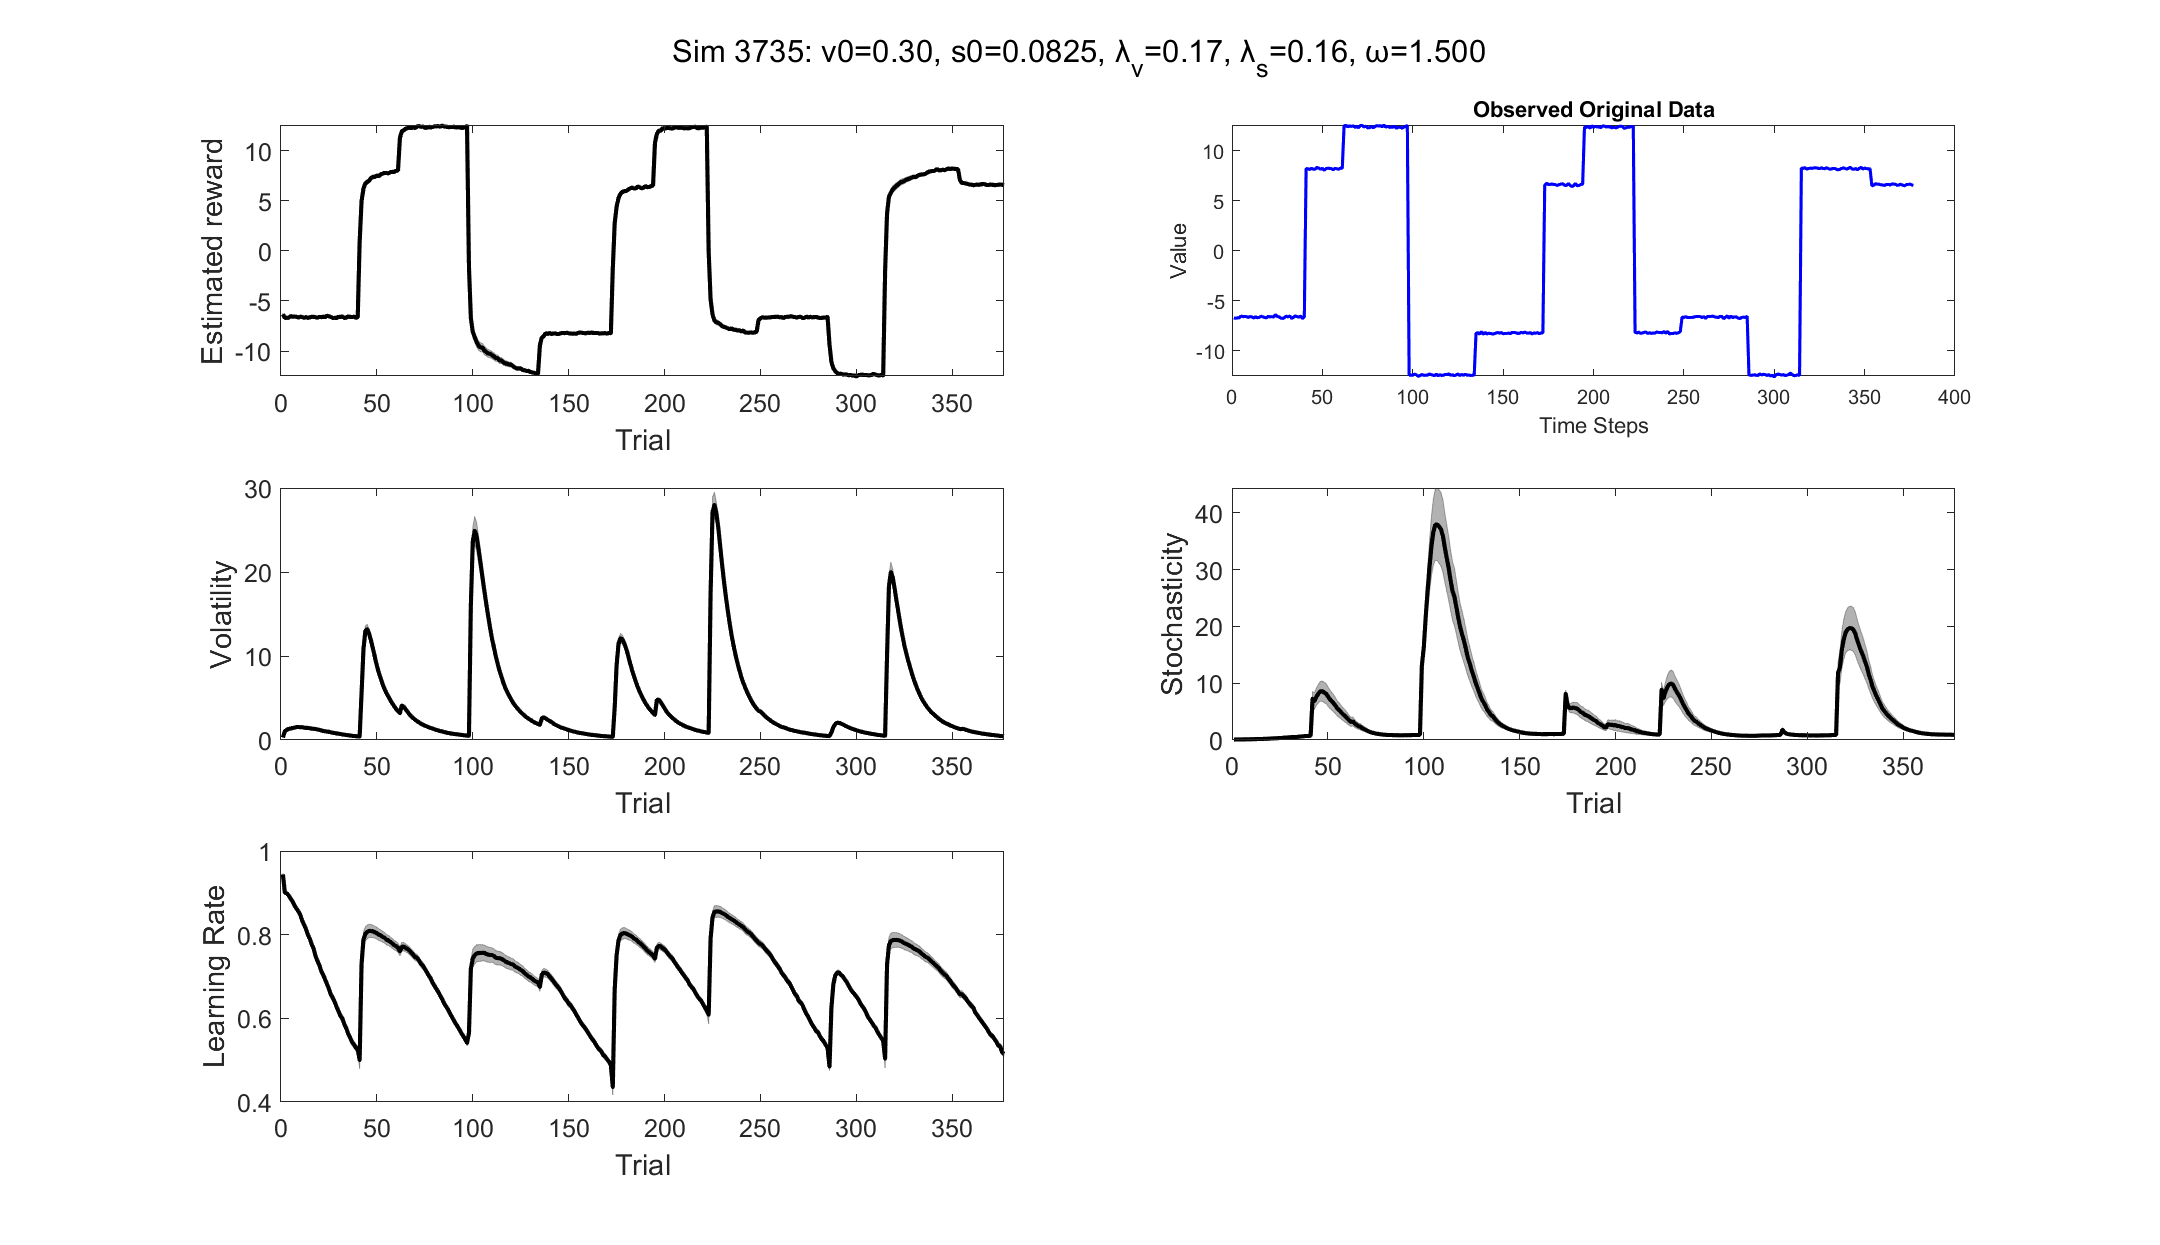 Sim 3735: v0=0.30, s0=0.0825, λ_v=0.17, λ_s=0.16, ω=1.500
Estimated reward
10
5
0
-5
-10
0 50 100 150 200 250 300 350
Trial
Observed Original Data
Value
10
5
0
-5
-10
0 50 100 150 200 250 300 350 400
Time Steps
Volatility
30
20
10
0
0 50 100 150 200 250 300 350
Trial
Stochasticity
40
30
20
10
0
0 50 100 150 200 250 300 350
Trial
Learning Rate
1
0.8
0.6
0.4
0 50 100 150 200 250 300 350
Trial